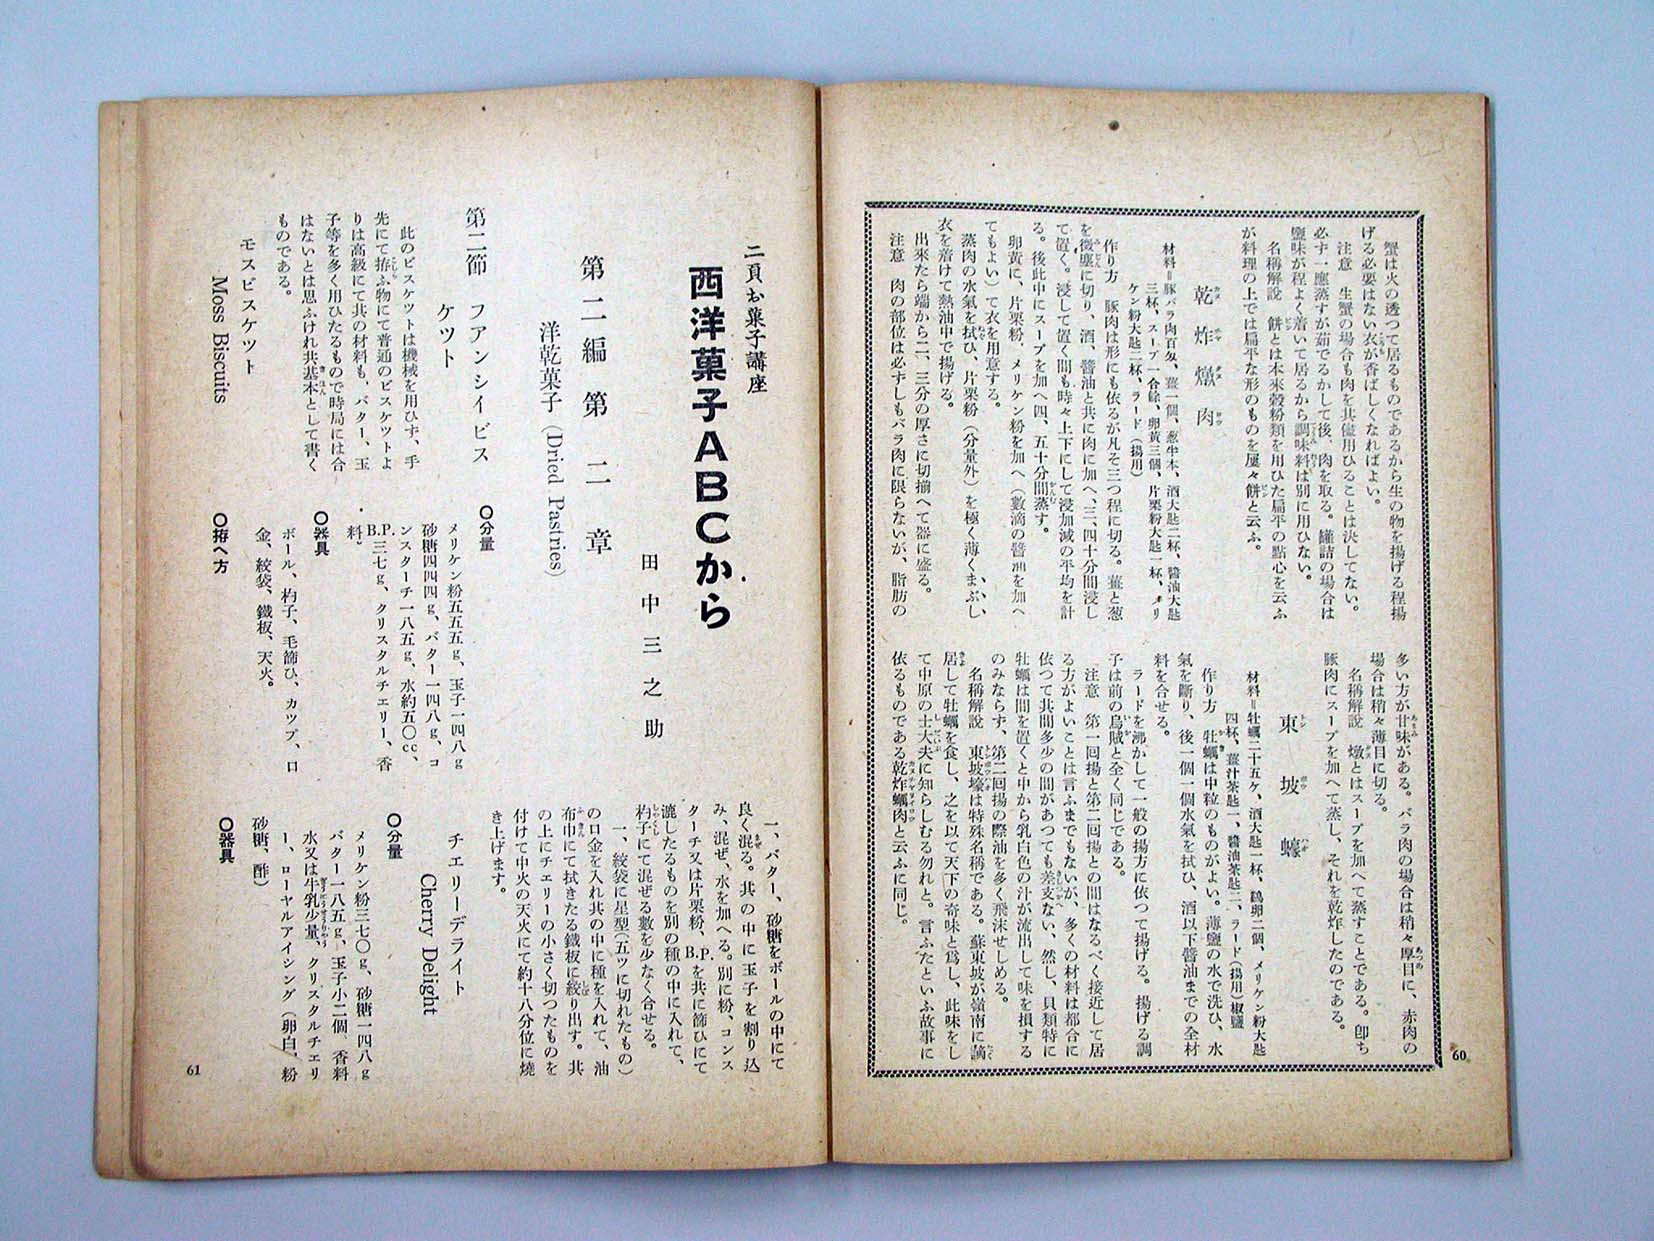 蟹は火の透つて居るものであるから生の物を揚げる程揚
げる必要はない衣が香ばしくなればよい。
注意　生蟹の場合も肉を其儘用ひることは決してない。
必ず一應蒸すが茹でるかして後、肉を取る。罐詰の場合は
鹽味が程よく着いて居るから調味料は別に用ひない。
名稱解説　餅とは本來穀粉類を用ひた扁平の點心を云ふ
が料理の上では扁平な形のものを屢々餅と云ふ。
乾炸燉肉
材料＝豚バラ肉百匁、薑一個、葱半本、酒大匙二杯、醬油大匙
三杯、スープ一合餘、卵黄三個、片栗粉大匙一杯、メリ
ケン粉大匙二杯、ラード（揚用）
作り方　豚肉は形にも依るが凡そ三つ程に切る。薑と葱
を微塵に切り、酒、醬油と共に肉に加へ、三、四十分間浸し
て置く。浸して置く間も時々上下にして浸加減の平均を計
る。後此中にスープを加へ四、五十分間蒸す。
卵黄に、片栗粉、メリケン粉を加へ（數滴の醬油を加へ
てもよい）て衣を用意する。
蒸肉の水氣を拭ひ、片栗粉（分量外）を極く薄くまぶし
衣を着けて熱油中で揚げる。
出來たら端から二、三分の厚さに切揃へて器に盛る。
注意　肉の部位は必ずしもバラ肉に限らないが、脂肪の
多い方が甘味がある。バラ肉の場合は稍々厚目に、赤肉の
場合は稍々薄目に切る。
名稱解説　燉とはスープを加へて蒸すことである。卽ち
豚肉にスープを加へて蒸し、それを乾炸したのである。
東坡蠔
材料＝牡蠣二十五ケ、酒大匙一杯、鷄卵二個、メリケン粉大匙
四杯、薑汁茶匙一、醬油茶匙二、ラード（揚用）椒鹽
作り方　牡蠣は中粒のものがよい。薄鹽の水で洗ひ、水
氣を斷り、後一個一個水氣を拭ひ、酒以下醬油までの全材
料を合せる。
ラードを沸かして一般の揚方に依つて揚げる。揚げる調
子は前の烏賊と全く同じである。
注意　第一回揚と第二回揚との間はなるべく接近して居
る方がよいことは言ふまでもないが、多くの材料は都合に
依つて其間多少の間があつても差支ない、然し、貝類特に
牡蠣は間を置くと中から乳白色の汁が流出して味を損する
のみならず、第二回揚の際油を多く飛沫せしめる。
名稱解説　東坡蠔は特殊名稱である。蘇東坡が嶺南に謫
居して牡蠣を食し、之を以て天下の奇味と爲し、此味をし
て中原の士大夫に知らしむる勿れと。言ふたといふ故事に
依るものである乾炸蠣肉と云ふに同じ。
60
二頁お菓子講座
西洋菓子ABCから
田中三之助
第二編第二章
洋乾菓子（Dried Pastries）
第二節　フアンシイビス
ケツト
此のビスケツトは機械を用ひず、手
先にて拵ふ物にて普通のビスケツトよ
りは高級にて其の材料も、バター、玉
子等を多く用ひたるもので時局には合
はないとは思ふけれ共基本として書く
ものである。
モスビスケツト
Moss Biscuits
〇分量
メリケン粉五五五g、玉子一四八g
砂糖四四四g、バター一四八g、コ
ンスターチ一八五g、水約五〇cc、
B.P.三七g、クリスタルチエリー、香
料
〇器具
ボール、杓子、毛篩ひ、カツプ、口
金、絞袋、鐵板、天火。
〇拵へ方
一、バター、砂糖をボールの中にて
良く混る。其の中に玉子を割り込
み、混ぜ、水を加へる。別に粉、コンス
ターチ又は片栗粉、B.P.を共に篩ひにて
漉したるものを別の種の中に入れて、
杓子にて混ぜる數を少なく合せる。
一、絞袋に星型（五ツに切れたもの）
の口金を入れ其の中に種を入れて、油
布巾にて拭きたる鐵板に絞り出す。其
の上にチエリーの小さく切つたものを
付けて中火の天火にて約十八分位に燒
き上げます。
チエリーデライト
Cherry Delight
〇分量
メリケン粉三七〇g、砂糖一四八g
バター一八五g、玉子小二個、香料
水又は牛乳少量、クリスタルチエリ
ー、ローヤルアイシング（卵白、粉
砂糖、酢）
〇器具
61